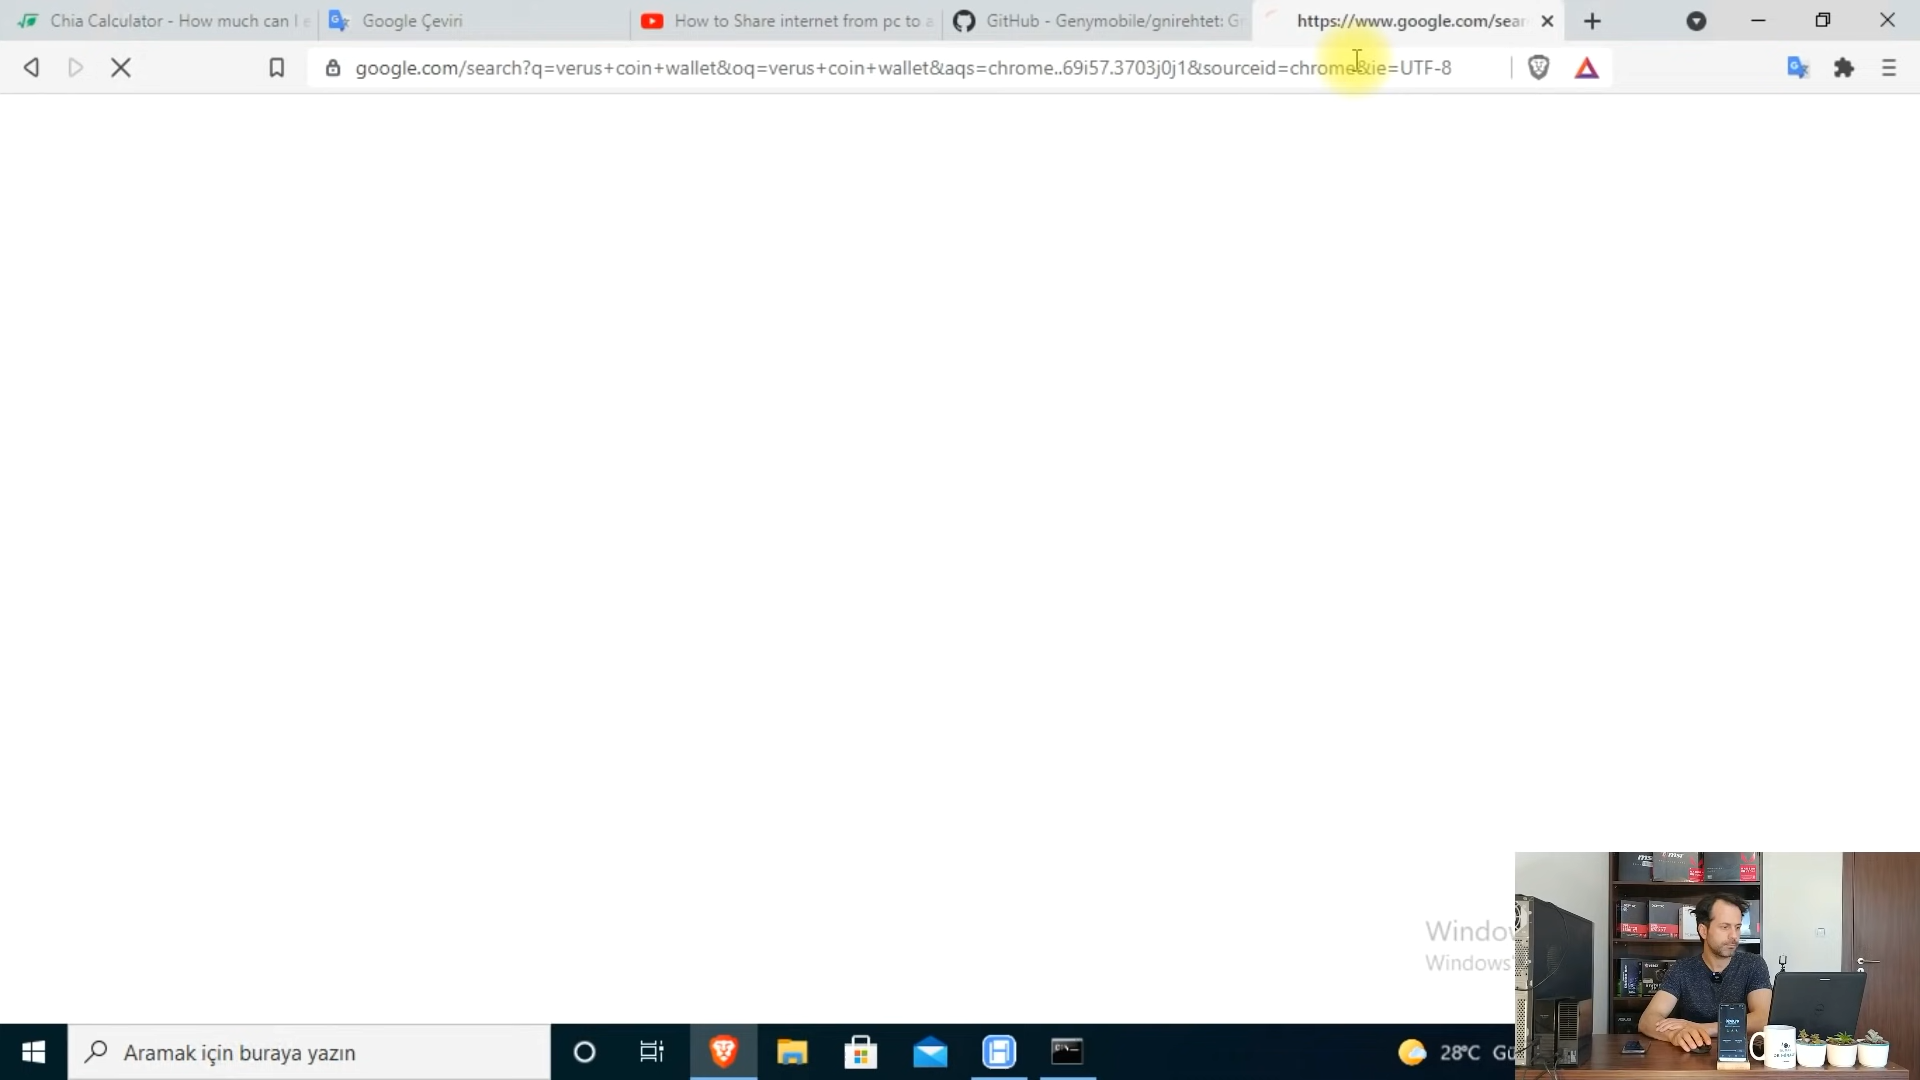 Chia Calculator - How much can I e
Google Çeviri
How to Share internet from pc to a
GitHub - Genymobile/gnirehtet: G
https://www.google.com/sear
google.com/search?q=verus+coin+wallet&oq=verus+coin+wallet&aqs=chrome..69i57.3703j0j1&sourceid=chrome&ie=UTF-8
Window
Windows'
Aramak için buraya yazın
28°C Gü